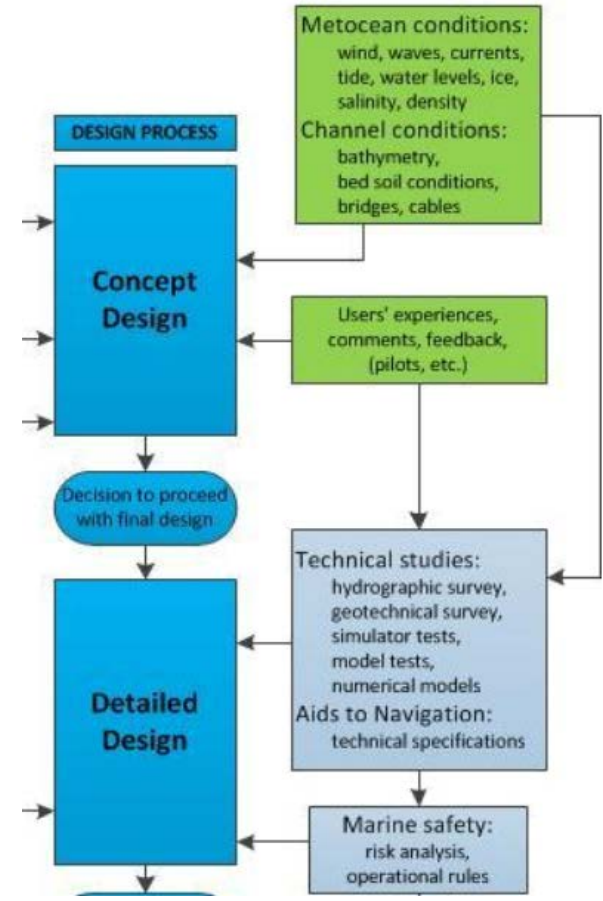 DESIGN PROCESS
Concept
Design
Decision to proceed
with final design
Detailed
Design
Metocean conditions:
wind, waves, currents,
tide, water levels, ice,
salinity, density
Channel conditions:
bathymetry,
bed soil conditions,
bridges, cables
Users' experiences,
comments, feedback,
(pilots, etc.)
Technical studies:
hydrographic survey,
geotechnical survey,
simulator tests,
model tests,
numerical models
Aids to Navigation:
technical specifications
Marine safety:
risk analysis,
operational rules